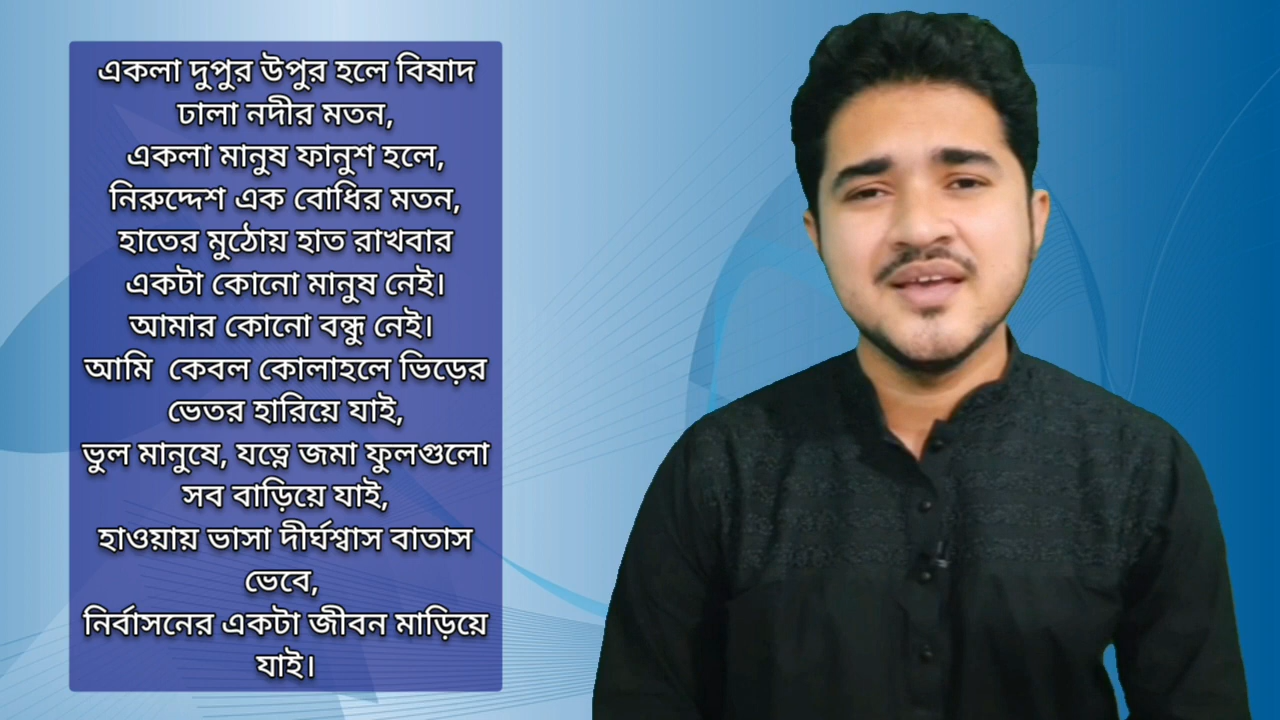 একলা দুপুর উপুর হলে বিষাদ
ঢালা নদীর মতন,
একলা মানুষ ফানুশ হলে,
নিরুদ্দেশ এক বোধির মতন,
হাতের মুঠোয় হাত রাখবার
একটা কোনো মানুষ নেই।
আমার কোনো বন্ধু নেই।
আমি  কেবল কোলাহলে ভিড়ের
ভেতর হারিয়ে যাই,
ভুল মানুষে, যত্নে জমা ফুলগুলো
সব বাড়িয়ে যাই,
হাওয়ায় ভাসা দীর্ঘশ্বাস বাতাস
ভেবে,
নির্বাসনের একটা জীবন মাড়িয়ে
যাই।